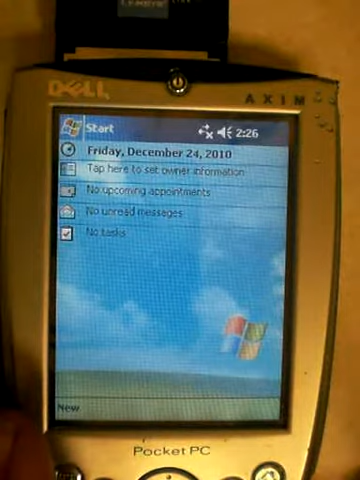 LINKSYS
DELL
AXIM
Start
2:26
Friday, December 24, 2010
Tap here to set owner information
No upcoming appointments
No unread messages
No tasks
New
Pocket PC